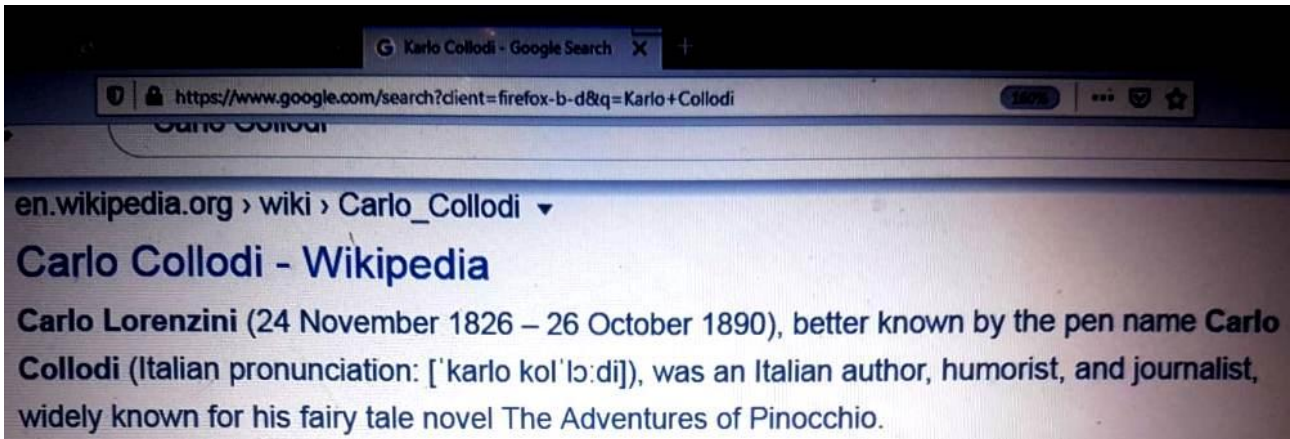 G Karlo Collodi - Google Search
https://www.google.com/search?client=firefox-b-d&q=Karlo+Collodi
160%
en.wikipedia.org › wiki › Carlo_Collodi
Carlo Collodi - Wikipedia
Carlo Lorenzini (24 November 1826 – 26 October 1890), better known by the pen name Carlo
Collodi (Italian pronunciation: [ˈkarlo kolˈlɔːdi]), was an Italian author, humorist, and journalist,
widely known for his fairy tale novel The Adventures of Pinocchio.